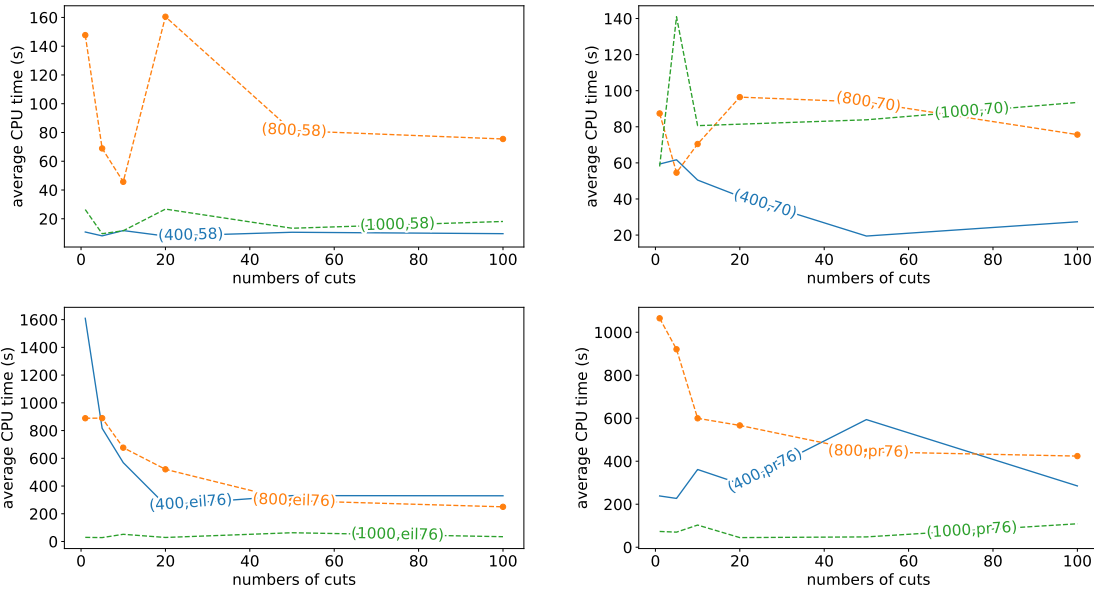 160
140
120
100
80
60
40
20
average CPU time (s)
(800,58)
(1000,58)
(400,58)
0 20 40 60 80 100
numbers of cuts
140
120
100
80
60
40
20
average CPU time (s)
(800,70)
(1000,70)
(400,70)
0 20 40 60 80 100
numbers of cuts
1600
1400
1200
1000
800
600
400
200
0
average CPU time (s)
(400,eil76)
(800,eil76)
(1000,eil76)
0 20 40 60 80 100
numbers of cuts
1000
800
600
400
200
0
average CPU time (s)
(400,pr76)
(800,pr76)
(1000,pr76)
0 20 40 60 80 100
numbers of cuts